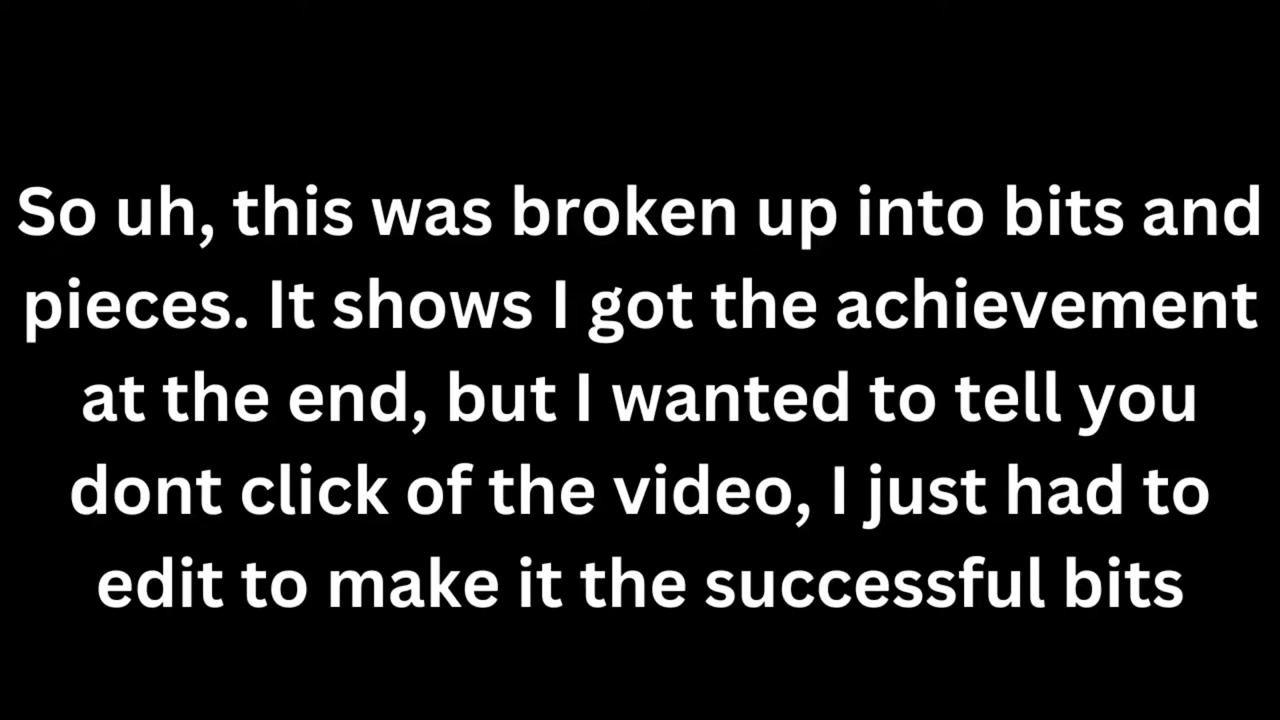 So uh, this was broken up into bits and
pieces. It shows I got the achievement
at the end, but I wanted to tell you
dont click of the video, I just had to
edit to make it the successful bits